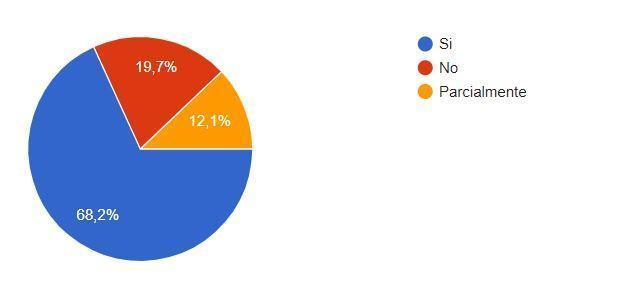 19,7%
12,1%
68,2%
Si
No
Parcialmente